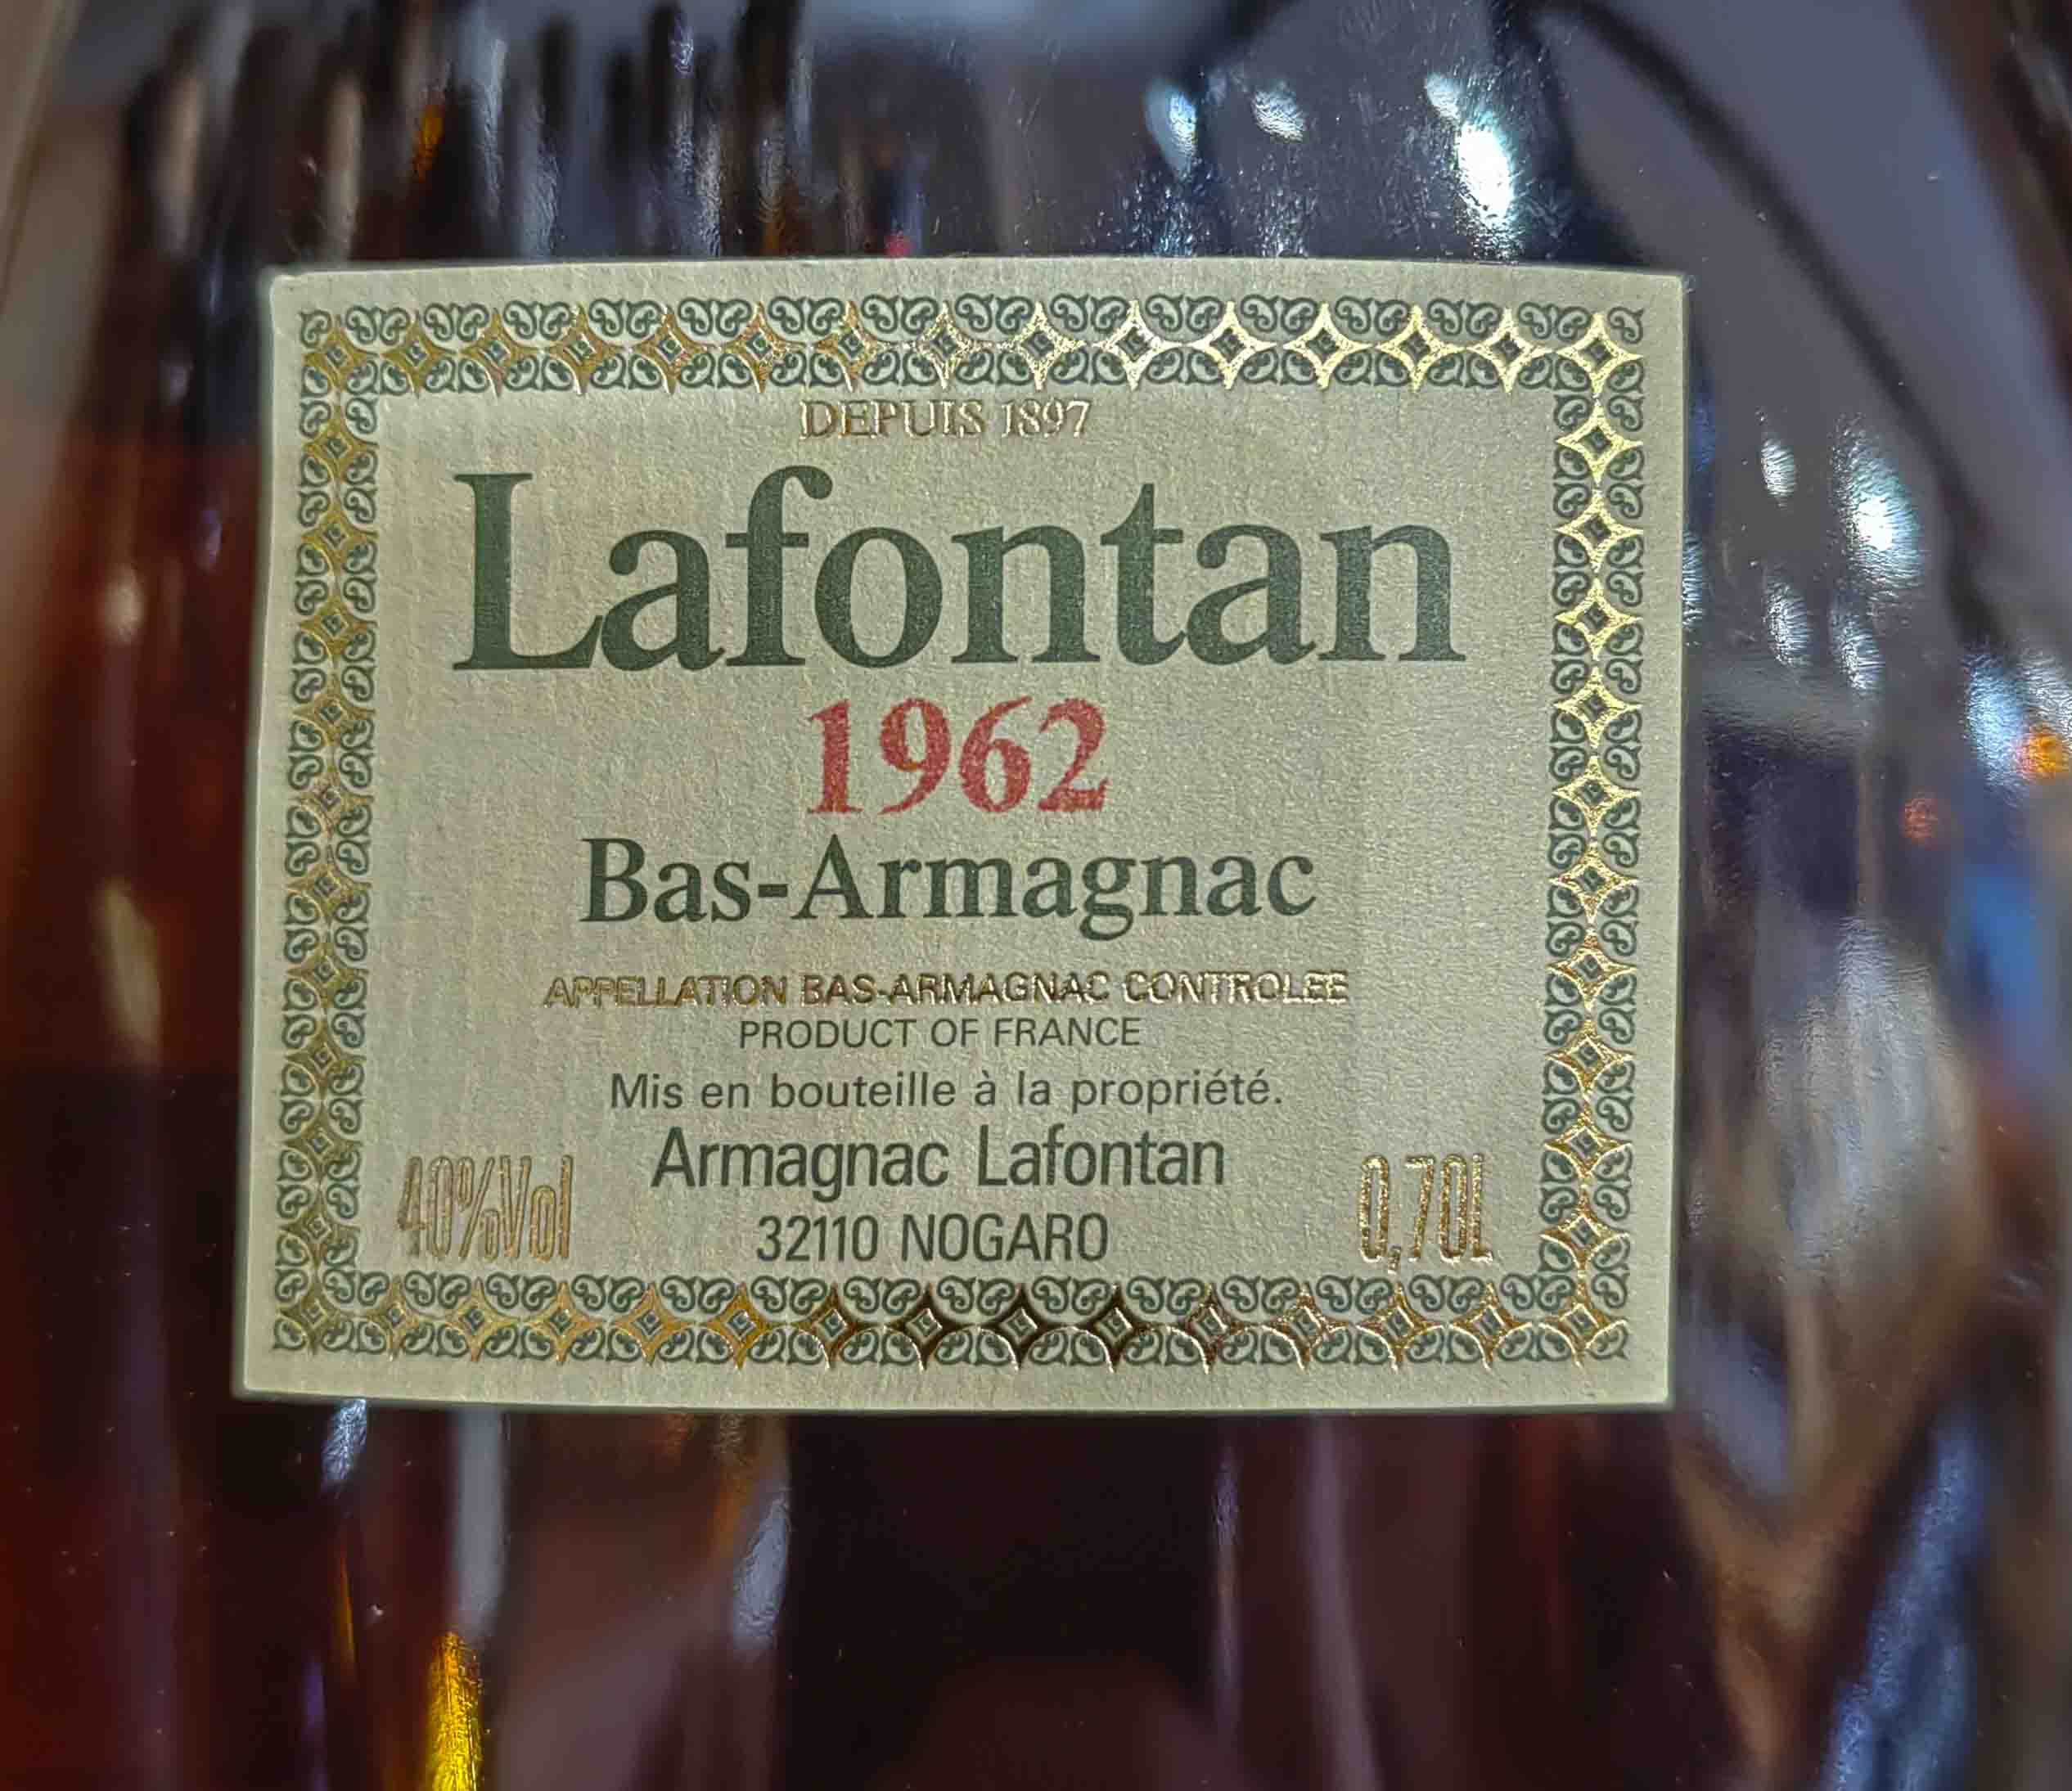 DEPUIS 1897
Lafontan
1962
Bas-Armagnac
APPELLATION BAS-ARMAGNAC CONTROLEE
PRODUCT OF FRANCE
Mis en bouteille à la propriété.
Armagnac Lafontan
40%Vol
32110 NOGARO
0,70L